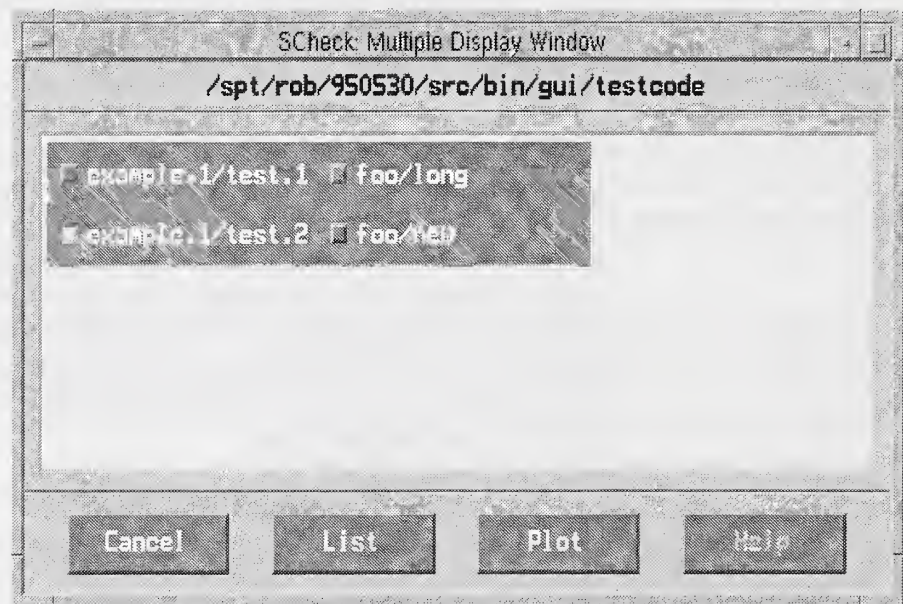 SCheck: Multiple Display Window
/spt/rob/950530/src/bin/gui/testcode
example.1/test.1 foo/long
example.1/test.2 foo/
Cancel List Plot Help